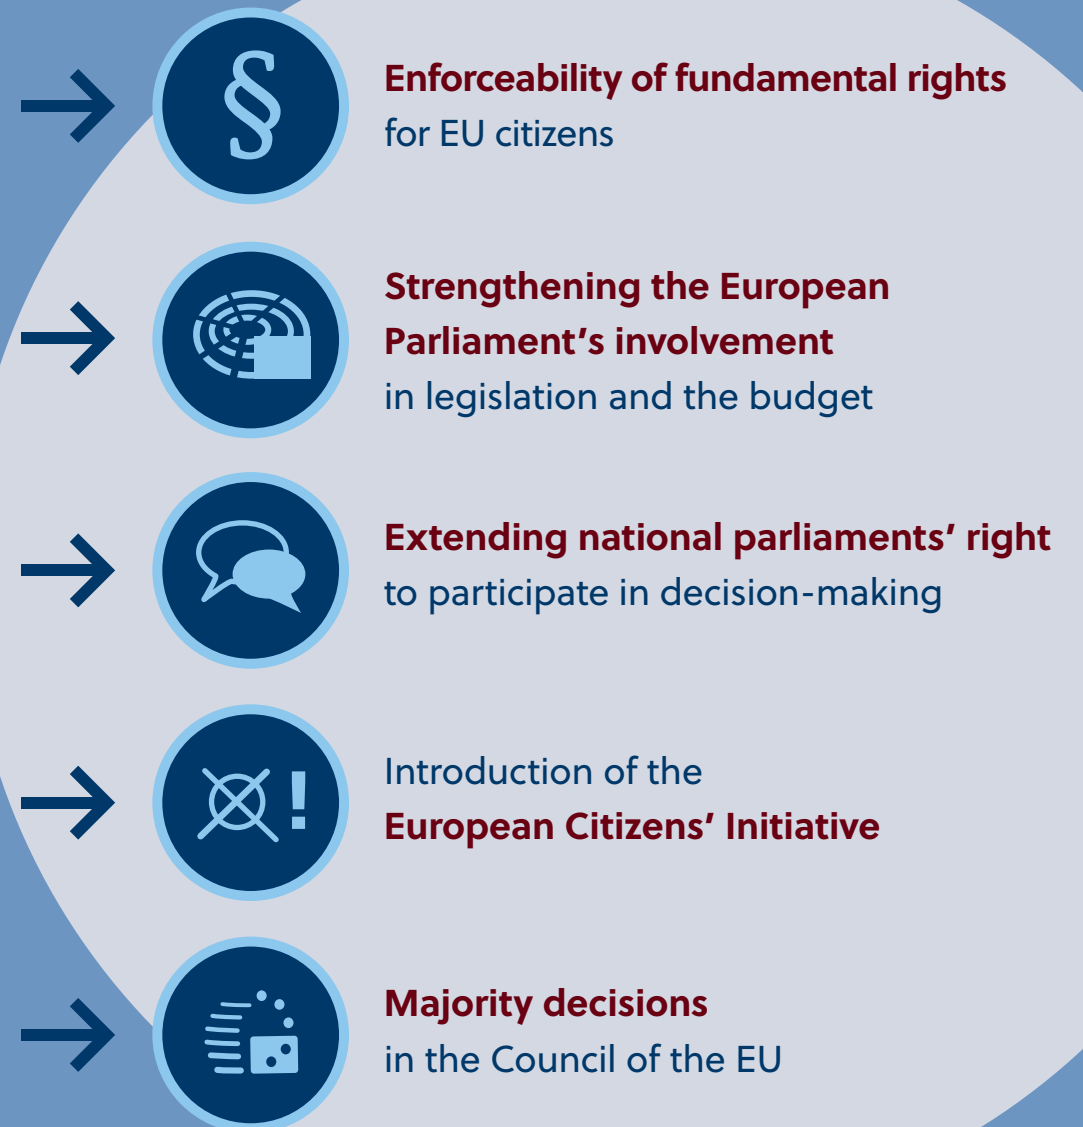 §
Enforceability of fundamental rights
for EU citizens
Strengthening the European
Parliament’s involvement
in legislation and the budget
Extending national parliaments’ right
to participate in decision-making
!
Introduction of the
European Citizens’ Initiative
Majority decisions
in the Council of the EU